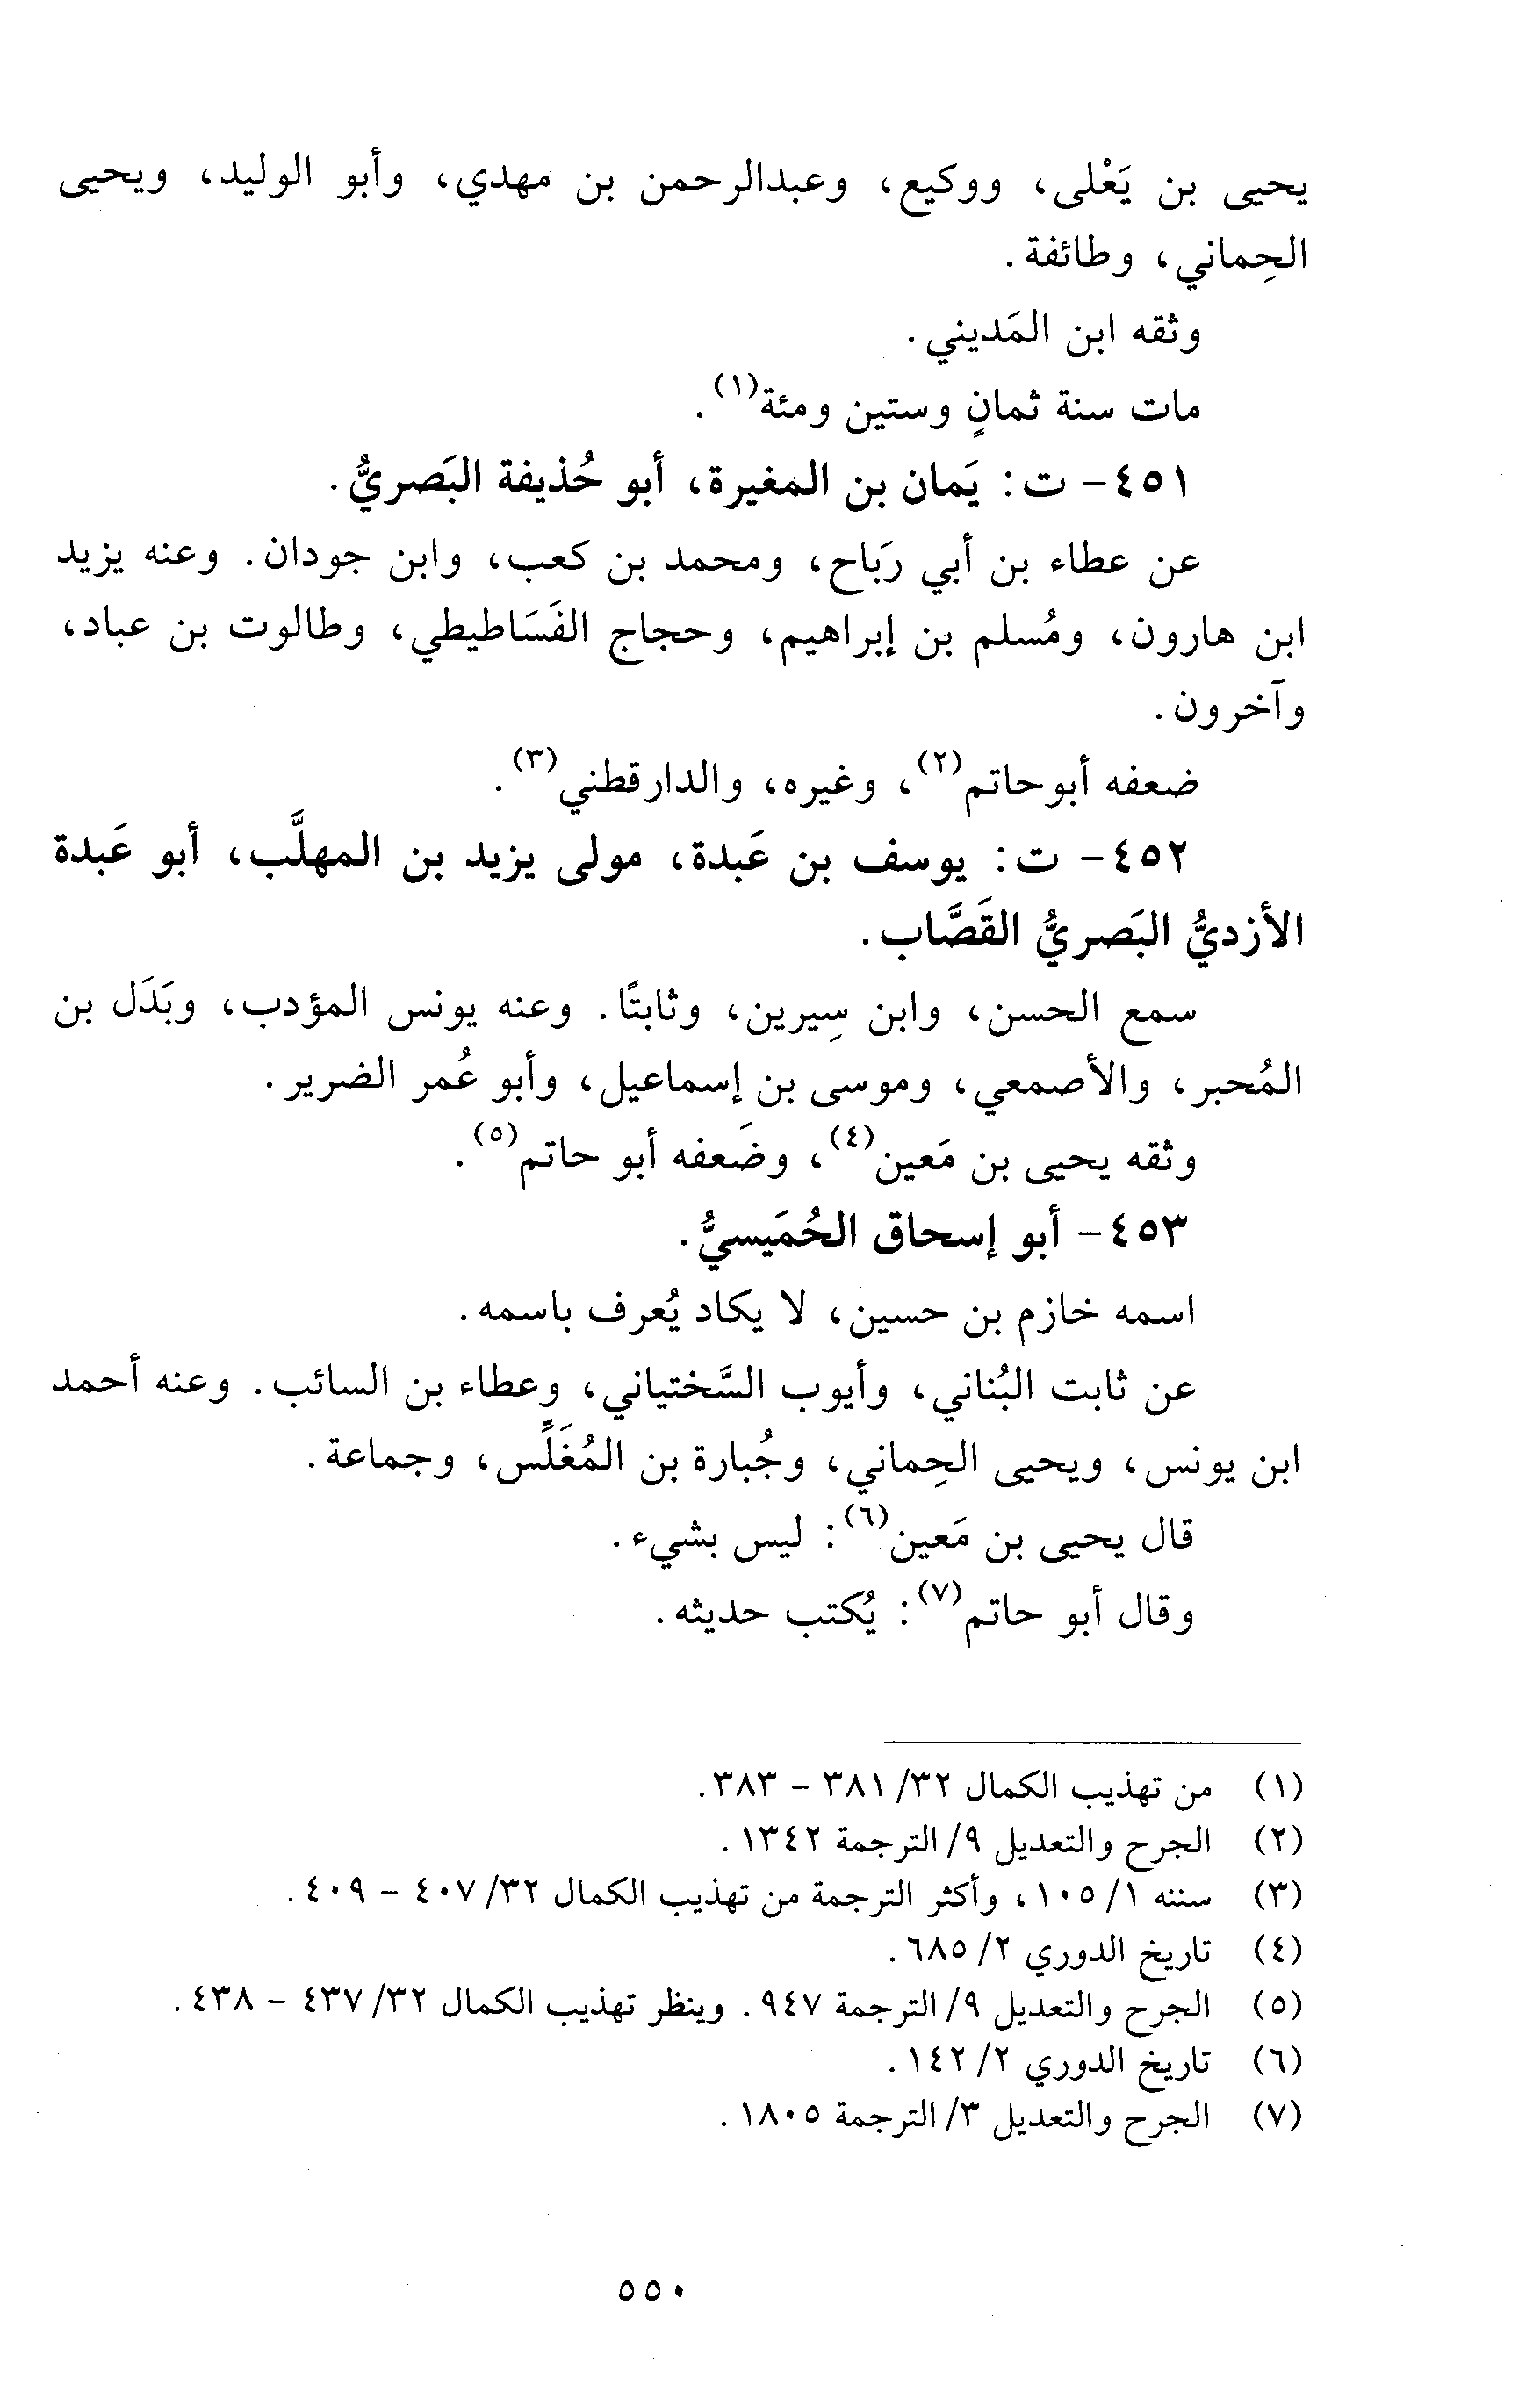 يحيى بن يَعْلى، ووكيع، وعبدالرحمن بن مهدي، وأبو الوليد، ويحيى
الحِماني، وطائفة.
وثقه ابن المَديني.
مات سنة ثمانٍ وستين ومئة(١).
٤٥١- ت: يَمان بن المغيرة، أبو حُذيفة البَصريُّ.
عن عطاء بن أبي رَباح، ومحمد بن كعب، وابن جودان. وعنه يزيد
ابن هارون، ومُسلم بن إبراهيم، وحجاج الفَسَاطيطي، وطالوت بن عباد،
وآخرون.
ضعفه أبوحاتم(٢)، وغيره، والدارقطني(٣).
٤٥٢- ت: يوسف بن عَبدة، مولى يزيد بن المهلَّب، أبو عَبدة
الأزديُّ البَصريُّ القَصَّاب.
سمع الحسن، وابن سِيرين، وثابتًا. وعنه يونس المؤدب، وبَدَل بن
المُحبر، والأصمعي، وموسى بن إسماعيل، وأبو عُمر الضرير.
وثقه يحيى بن مَعين(٤)، وضَعفه أبو حاتم(٥).
٤٥٣- أبو إسحاق الحُمَيسيُّ.
اسمه خازم بن حسين، لا يكاد يُعرف باسمه.
عن ثابت البُناني، وأيوب السَّختياني، وعطاء بن السائب. وعنه أحمد
ابن يونس، ويحيى الحِماني، وجُبارة بن المُغَلِّس، وجماعة.
قال يحيى بن مَعين(٦): ليس بشيء.
وقال أبو حاتم(٧): يُكتب حديثه.
(١) من تهذيب الكمال ٣٢/ ٣٨١ - ٣٨٣.
(٢) الجرح والتعديل ٩/ الترجمة ١٣٤٢.
(٣) سننه ١/ ١٠٥، وأكثر الترجمة من تهذيب الكمال ٣٢/ ٤٠٧ - ٤٠٩.
(٤) تاريخ الدوري ٢/ ٦٨٥.
(٥) الجرح والتعديل ٩/ الترجمة ٩٤٧. وينظر تهذيب الكمال ٣٢/ ٤٣٧ - ٤٣٨.
(٦) تاريخ الدوري ٢/ ١٤٢.
(٧) الجرح والتعديل ٣/ الترجمة ١٨٠٥.
٥٥٠